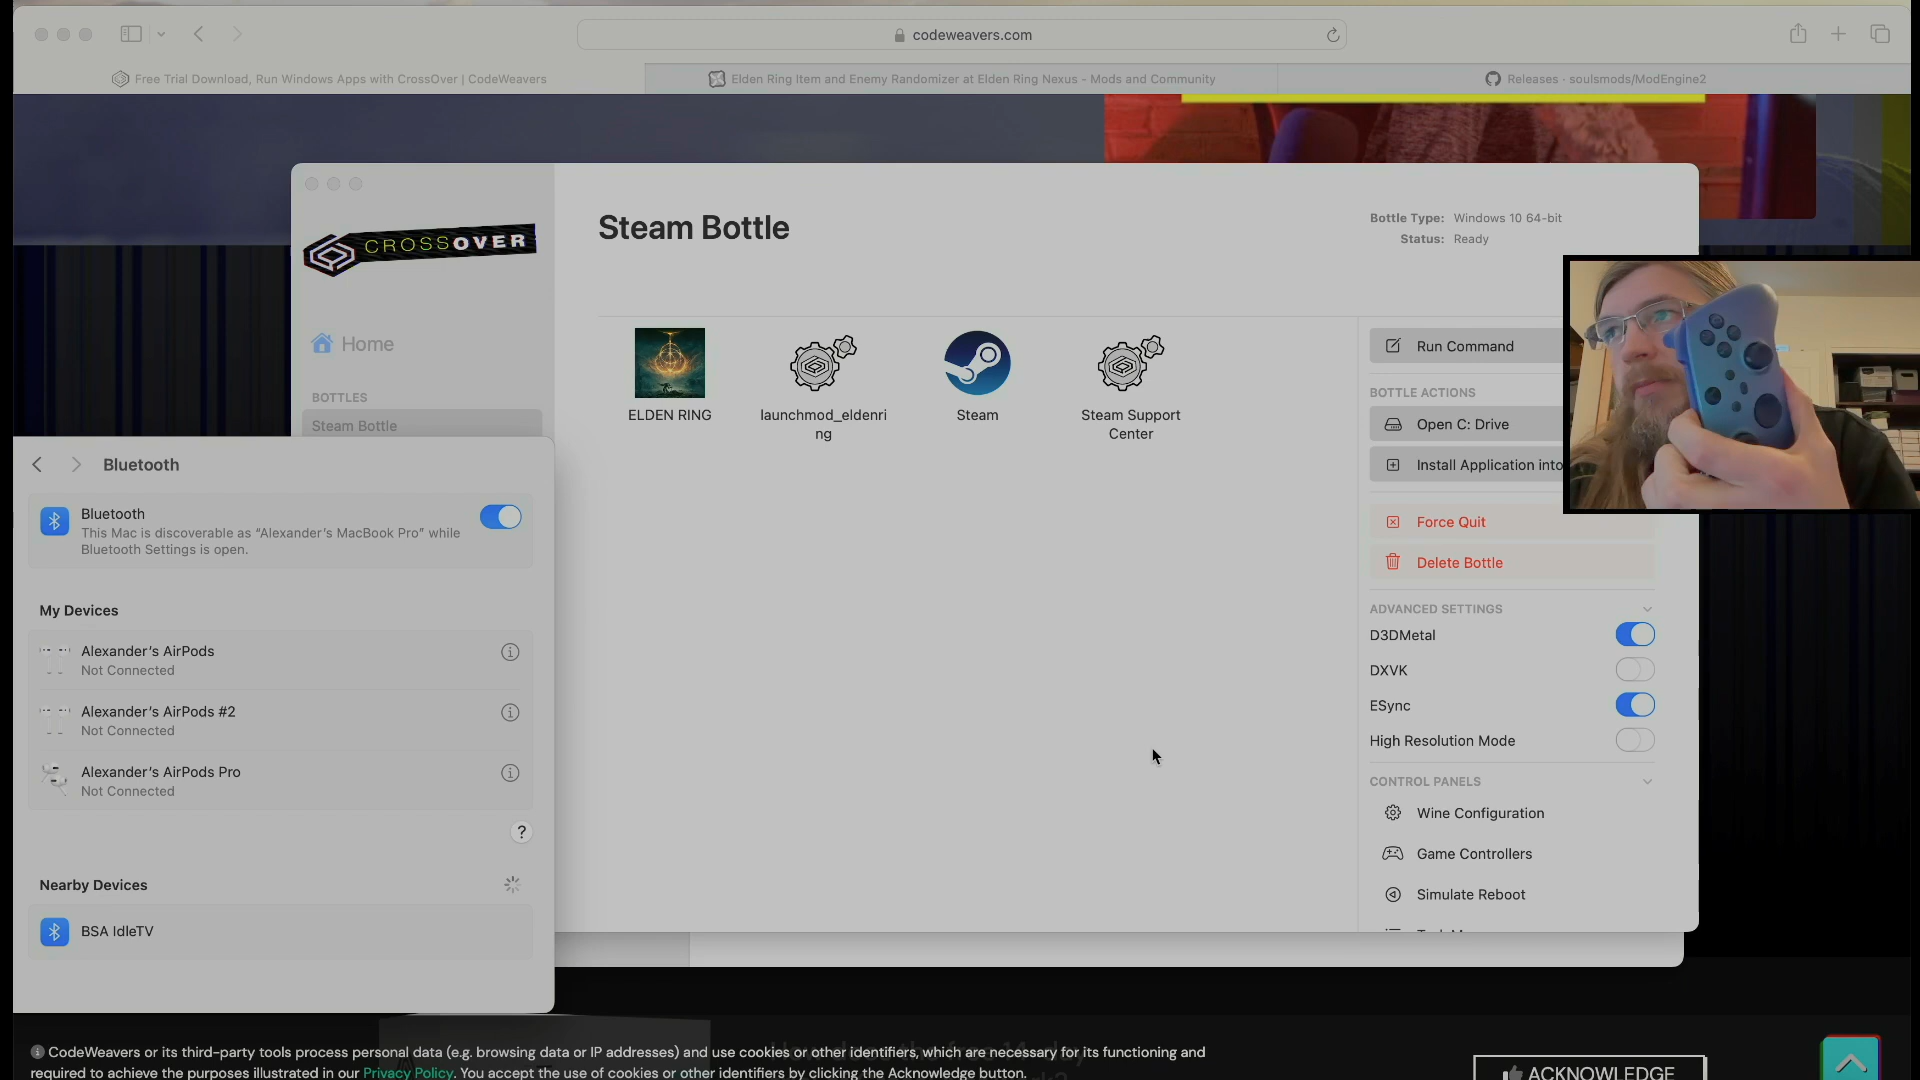 codeweavers.com
Free Trial Download, Run Windows Apps with CrossOver | CodeWeavers
Elden Ring Item and Enemy Randomizer at Elden Ring Nexus - Mods and Community
Releases · soulsmods/ModEngine2
CROSSOVER
Home
BOTTLES
Steam Bottle
Steam Bottle
Bottle Type: Windows 10 64-bit
Status: Ready
ELDEN RING
launchmod_eldenri
ng
Steam
Steam Support
Center
Run Command
BOTTLE ACTIONS
Open C: Drive
Install Application into
Force Quit
Delete Bottle
ADVANCED SETTINGS
D3DMetal
DXVK
ESync
High Resolution Mode
CONTROL PANELS
Wine Configuration
Game Controllers
Simulate Reboot
Bluetooth
Bluetooth
This Mac is discoverable as “Alexander’s MacBook Pro” while
Bluetooth Settings is open.
My Devices
Alexander’s AirPods
Not Connected
Alexander’s AirPods #2
Not Connected
Alexander’s AirPods Pro
Not Connected
?
Nearby Devices
BSA IdleTV
CodeWeavers or its third-party tools process personal data (e.g. browsing data or IP addresses) and use cookies or other identifiers, which are necessary for its functioning and
required to achieve the purposes illustrated in our Privacy Policy. You accept the use of cookies or other identifiers by clicking the Acknowledge button.
ACKNOWLEDGE